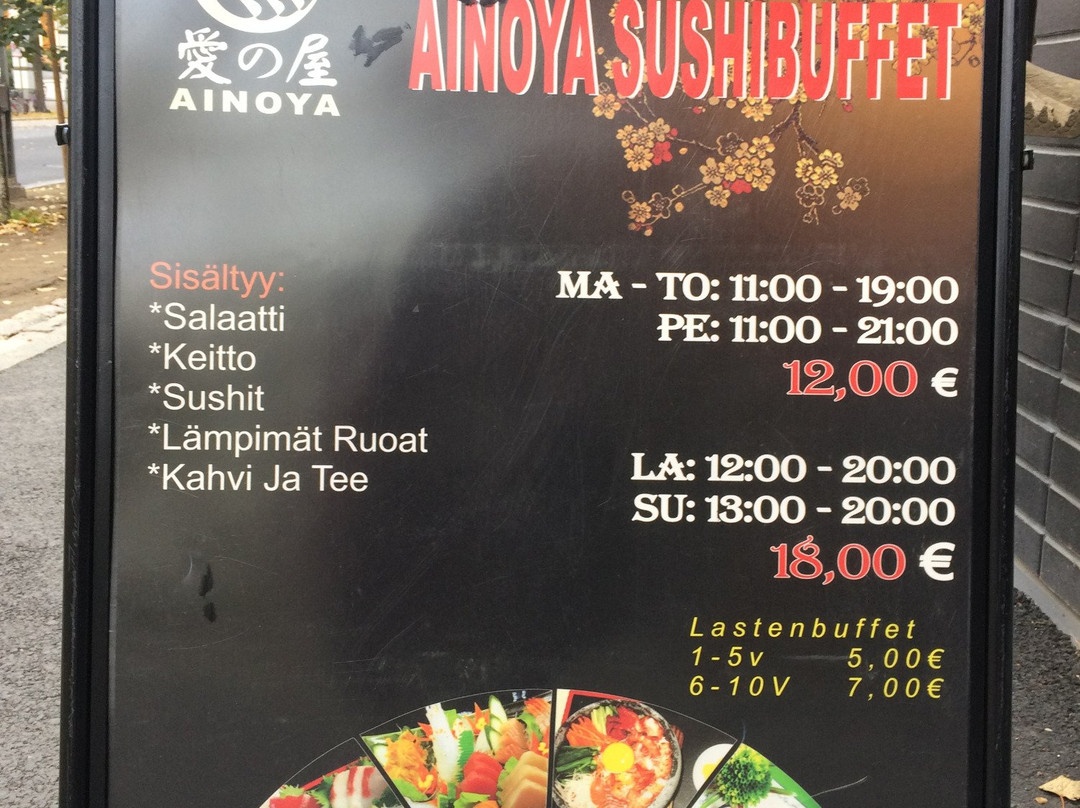 愛の屋
AINOYA
AINOYA SUSHIBUFFET
Sisältyy:
*Salaatti
*Keitto
*Sushit
*Lämpimät Ruoat
*Kahvi Ja Tee
MA - TO: 11:00 - 19:00
PE: 11:00 - 21:00
12,00 €
LA: 12:00 - 20:00
SU: 13:00 - 20:00
18,00 €
Lastenbuffet
1-5v 5,00€
6-10V 7,00€